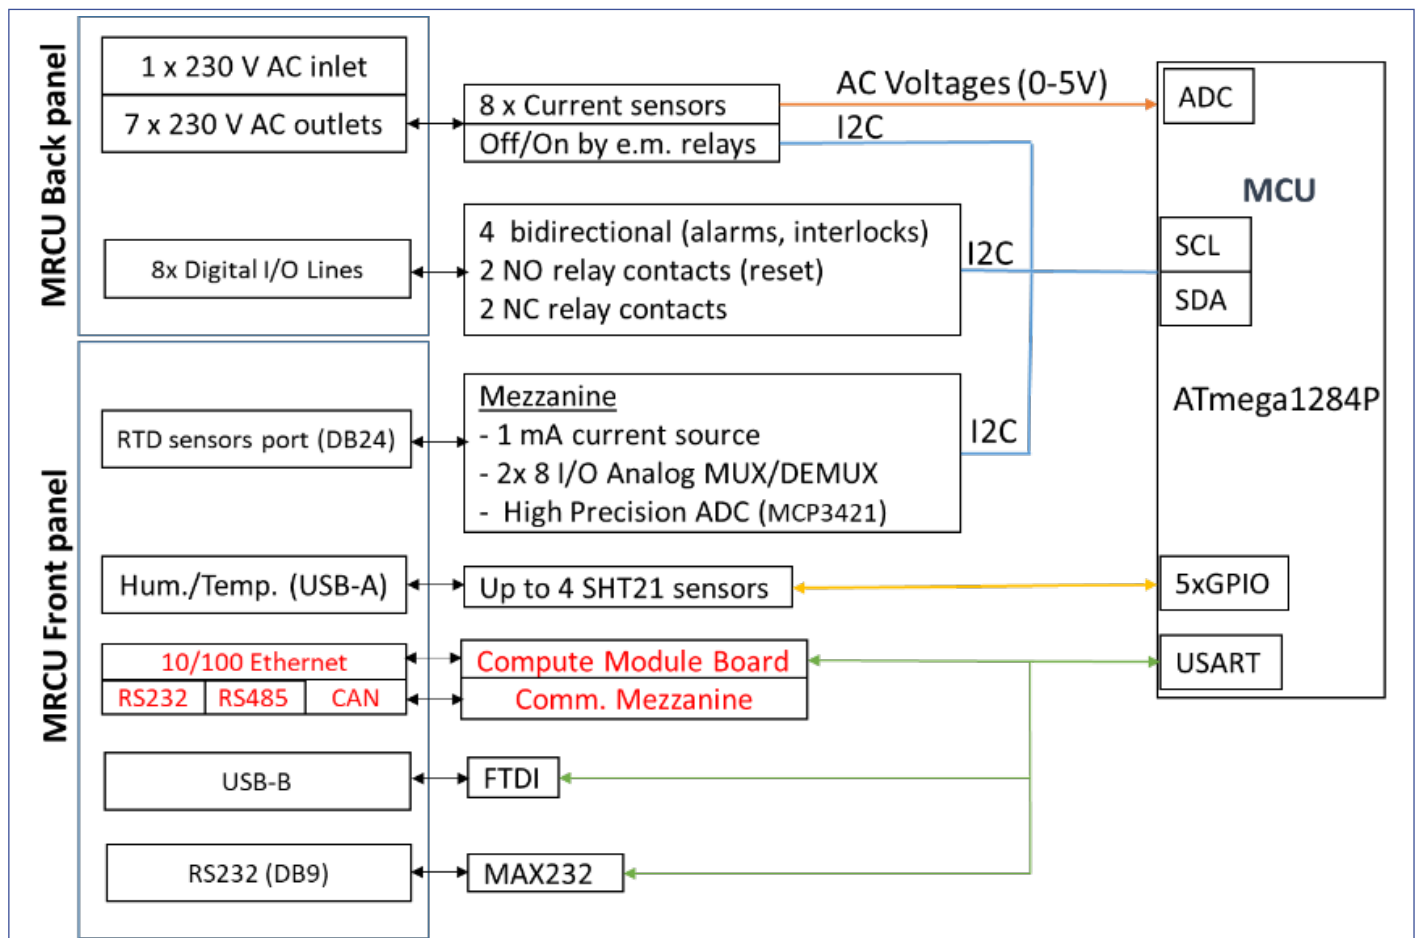 MRCU Back panel
1 x 230 V AC inlet
7 x 230 V AC outlets
8 x Current sensors
Off/On by e.m. relays
AC Voltages (0-5V)
I2C
ADC
MCU
8x Digital I/O Lines
4 bidirectional (alarms, interlocks)
2 NO relay contacts (reset)
2 NC relay contacts
I2C
SCL
SDA
ATmega1284P
MRCU Front panel
RTD sensors port (DB24)
Mezzanine
- 1 mA current source
- 2x 8 I/O Analog MUX/DEMUX
- High Precision ADC (MCP3421)
I2C
Hum./Temp. (USB-A)
Up to 4 SHT21 sensors
5xGPIO
10/100 Ethernet
RS232 RS485 CAN
Compute Module Board
Comm. Mezzanine
USART
USB-B
FTDI
RS232 (DB9)
MAX232